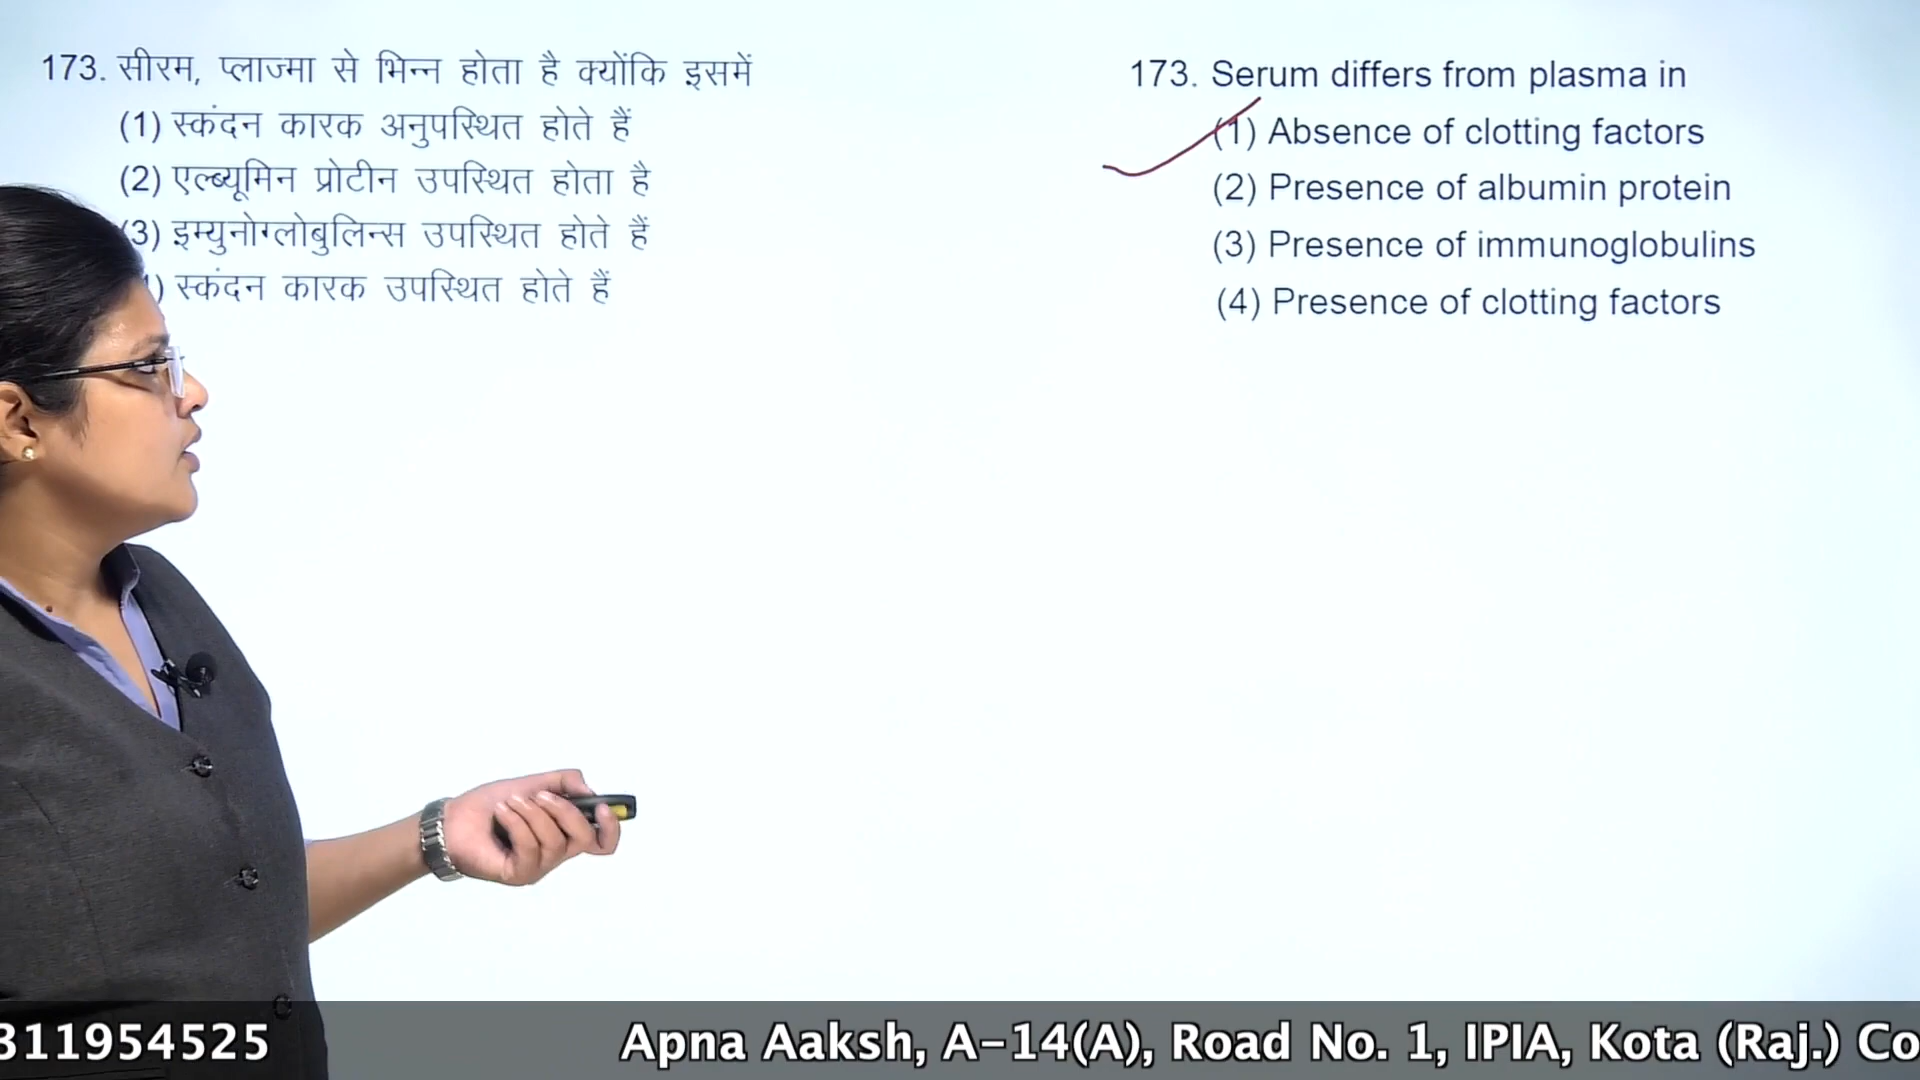 173. सीरम, प्लाज्मा से भिन्न होता है क्योंकि इसमें
(1) स्कंदन कारक अनुपस्थित होते हैं
(2) एल्ब्यूमिन प्रोटीन उपस्थित होता है
(3) इम्युनोग्लोबुलिन्स उपस्थित होते हैं
) स्कंदन कारक उपस्थित होते हैं
173. Serum differs from plasma in
(1) Absence of clotting factors
(2) Presence of albumin protein
(3) Presence of immunoglobulins
(4) Presence of clotting factors
311954525 Apna Aaksh, A-14(A), Road No. 1, IPIA, Kota (Raj.) Co